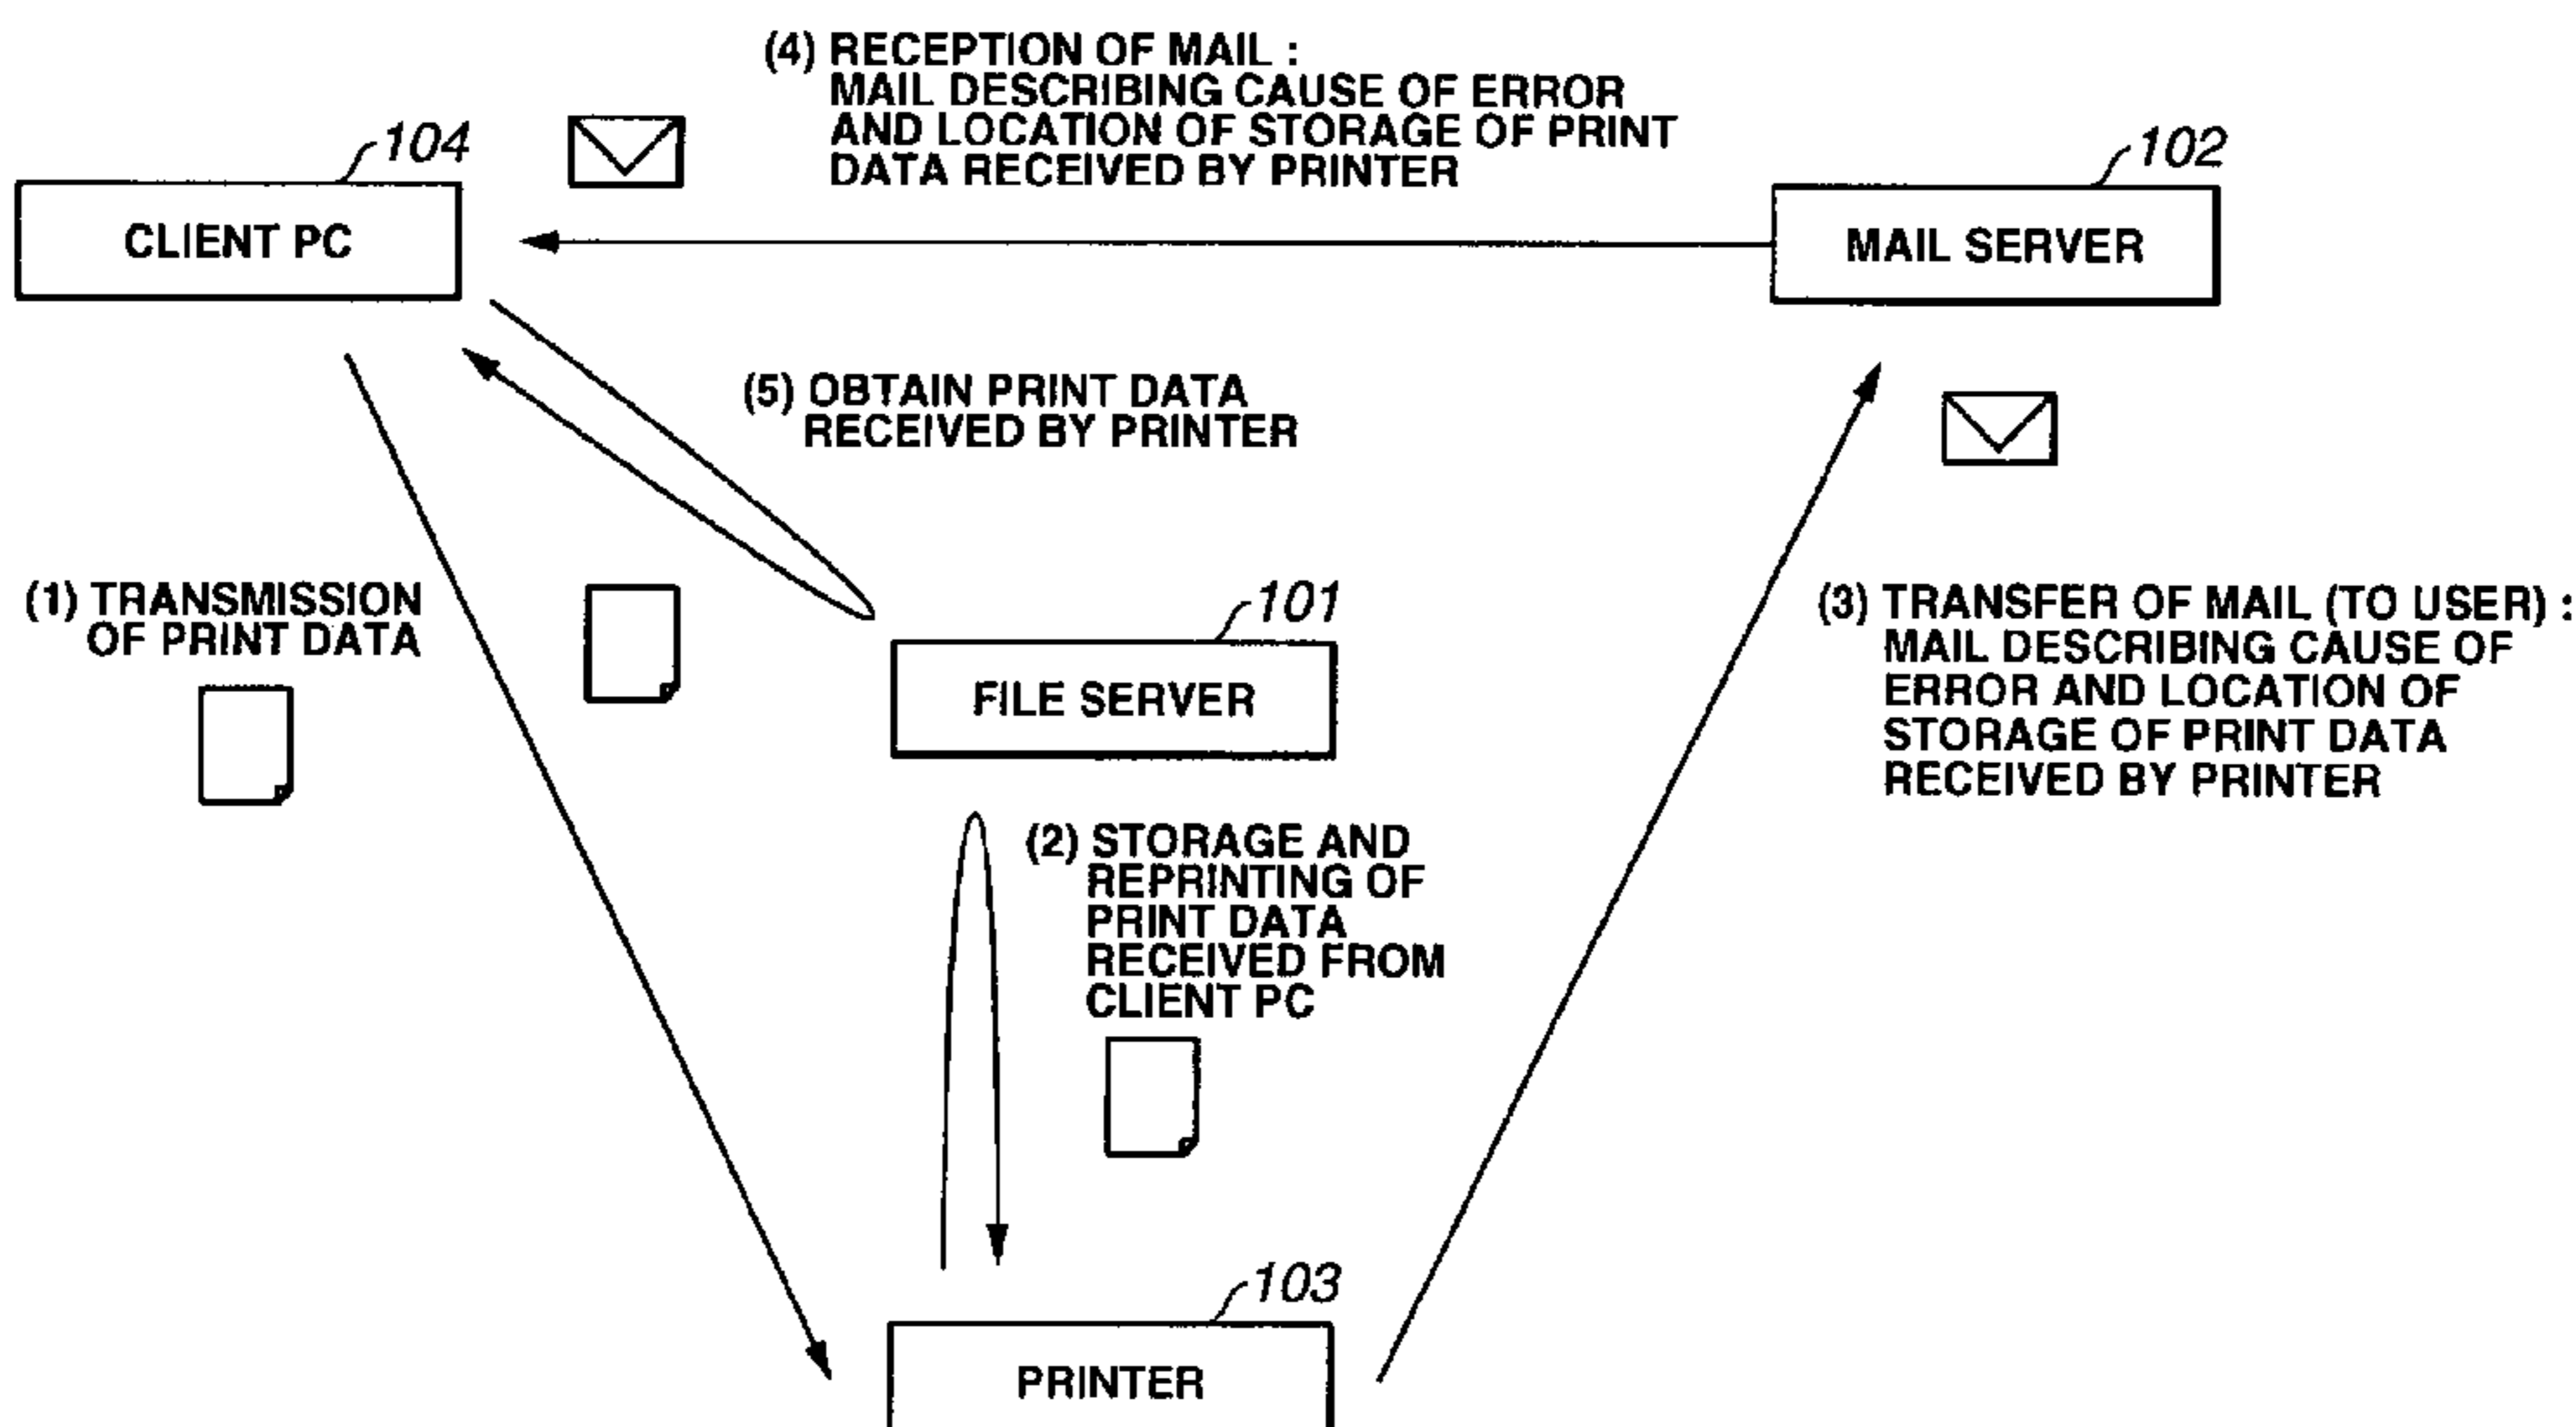 (4) RECEPTION OF MAIL :
MAIL DESCRIBING CAUSE OF ERROR
AND LOCATION OF STORAGE OF PRINT
DATA RECEIVED BY PRINTER
104
102
CLIENT PC
MAIL SERVER
(5) OBTAIN PRINT DATA
RECEIVED BY PRINTER
(1) TRANSMISSION
OF PRINT DATA
101
FILE SERVER
(3) TRANSFER OF MAIL (TO USER) :
MAIL DESCRIBING CAUSE OF
ERROR AND LOCATION OF
STORAGE OF PRINT DATA
RECEIVED BY PRINTER
(2) STORAGE AND
REPRINTING OF
PRINT DATA
RECEIVED FROM
CLIENT PC
103
PRINTER